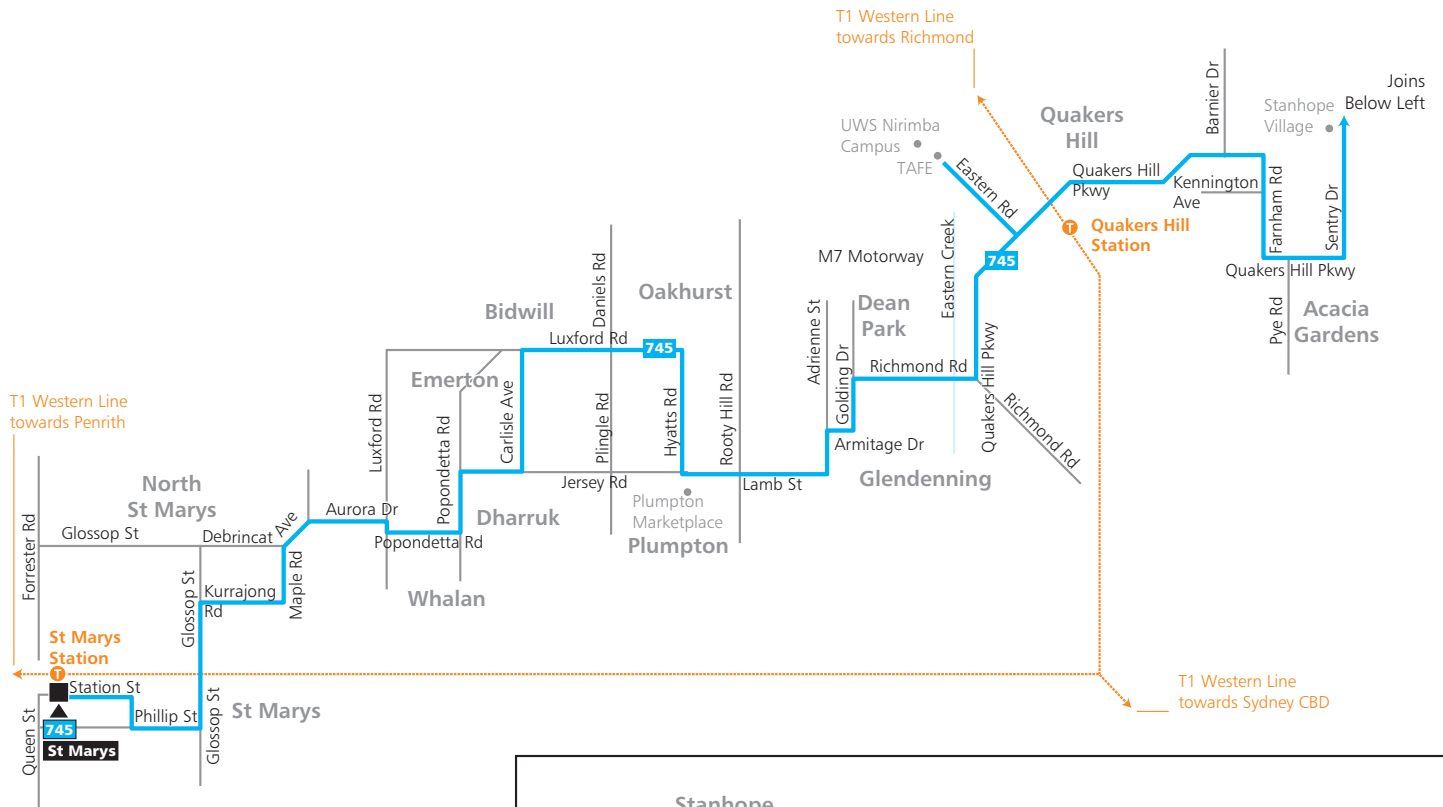 T1 Western Line
towards Richmond
Joins
Below Left
Stanhope
Village
Barnier Dr
Quakers
Hill
UWS Nirimba
Campus
TAFE
Eastern Rd
Quakers Hill
Pkwy
Kennington
Ave
Farnham Rd
Sentry Dr
T
Quakers Hill
Station
M7 Motorway
Eastern Creek
745
Quakers Hill Pkwy
Pye Rd
Acacia
Gardens
Daniels Rd
Oakhurst
Bidwill
Luxford Rd
745
Adrienne St
Dean
Park
Golding Dr
Richmond Rd
Quakers Hill Pkwy
Richmond Rd
Emerton
Luxford Rd
Popondetta Rd
Carlisle Ave
Plingle Rd
Hyatts Rd
Rooty Hill Rd
Armitage Dr
Glendenning
T1 Western Line
towards Penrith
Jersey Rd
Lamb St
Plumpton
Marketplace
Plumpton
North
St Marys
Aurora Dr
Dharruk
Popondetta Rd
Whalan
Forrester Rd
Glossop St
Debrincat Ave
Maple Rd
Glossop St
Kurrajong
Rd
St Marys
Station
T
Station St
Phillip St
Glossop St
St Marys
Queen St
745
St Marys
T1 Western Line
towards Sydney CBD
Stanhope